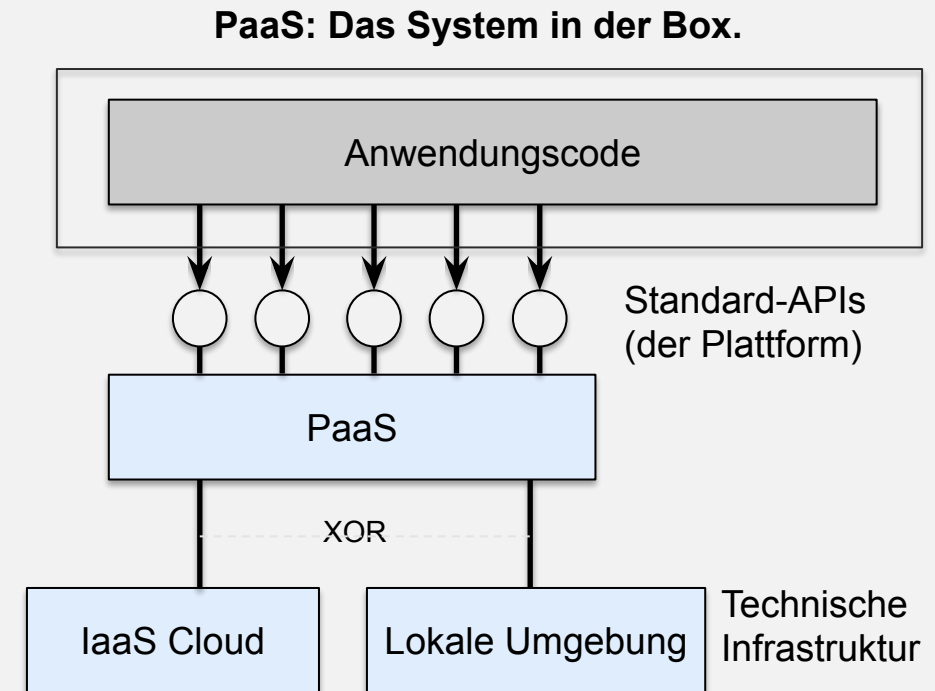 PaaS: Das System in der Box.
Anwendungscode
Standard-APIs
(der Plattform)
PaaS
XOR
IaaS Cloud
Lokale Umgebung
Technische
Infrastruktur